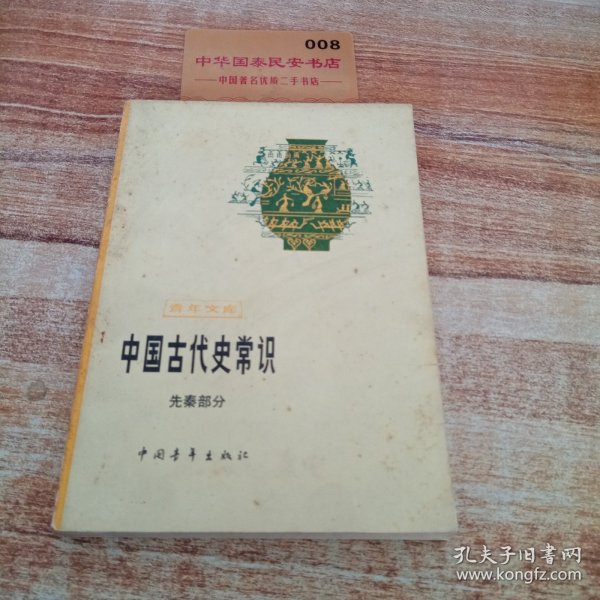 008
中华国泰民安书店
中国著名优质二手书店
青年文库
中国古代史常识
先秦部分
中国青年出版社
孔夫子旧书网
www.kongfz.com